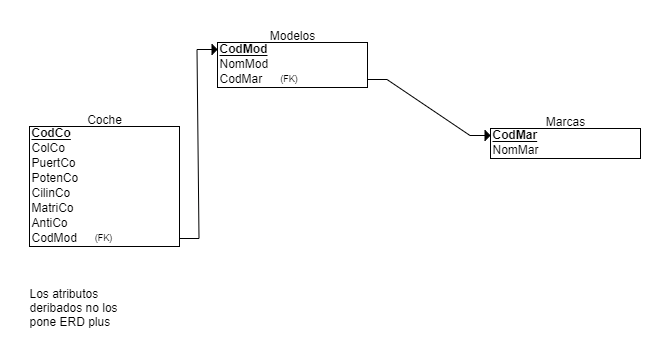 Modelos
CodMod
NomMod
CodMar (FK)
Coche
CodCo
ColCo
PuertCo
PotenCo
CilinCo
MatriCo
AntiCo
CodMod (FK)
Marcas
CodMar
NomMar
Los atributos
deribados no los
pone ERD plus